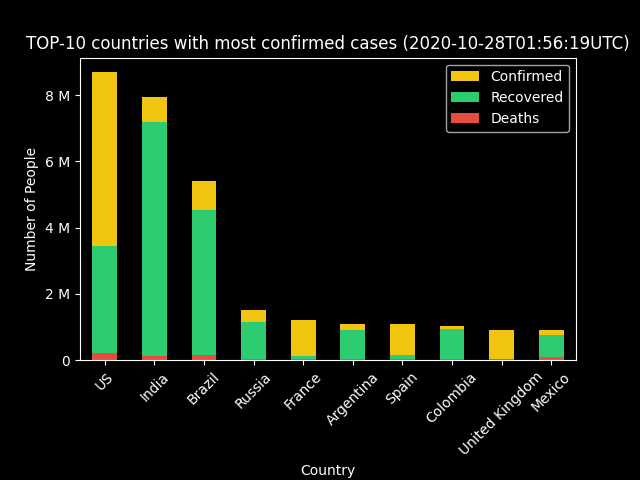 TOP-10 countries with most confirmed cases (2020-10-28T01:56:19UTC)
Confirmed
Recovered
Deaths
Number of People
8 M
6 M
4 M
2 M
0
US
India
Brazil
Russia
France
Argentina
Spain
Colombia
United Kingdom
Mexico
Country